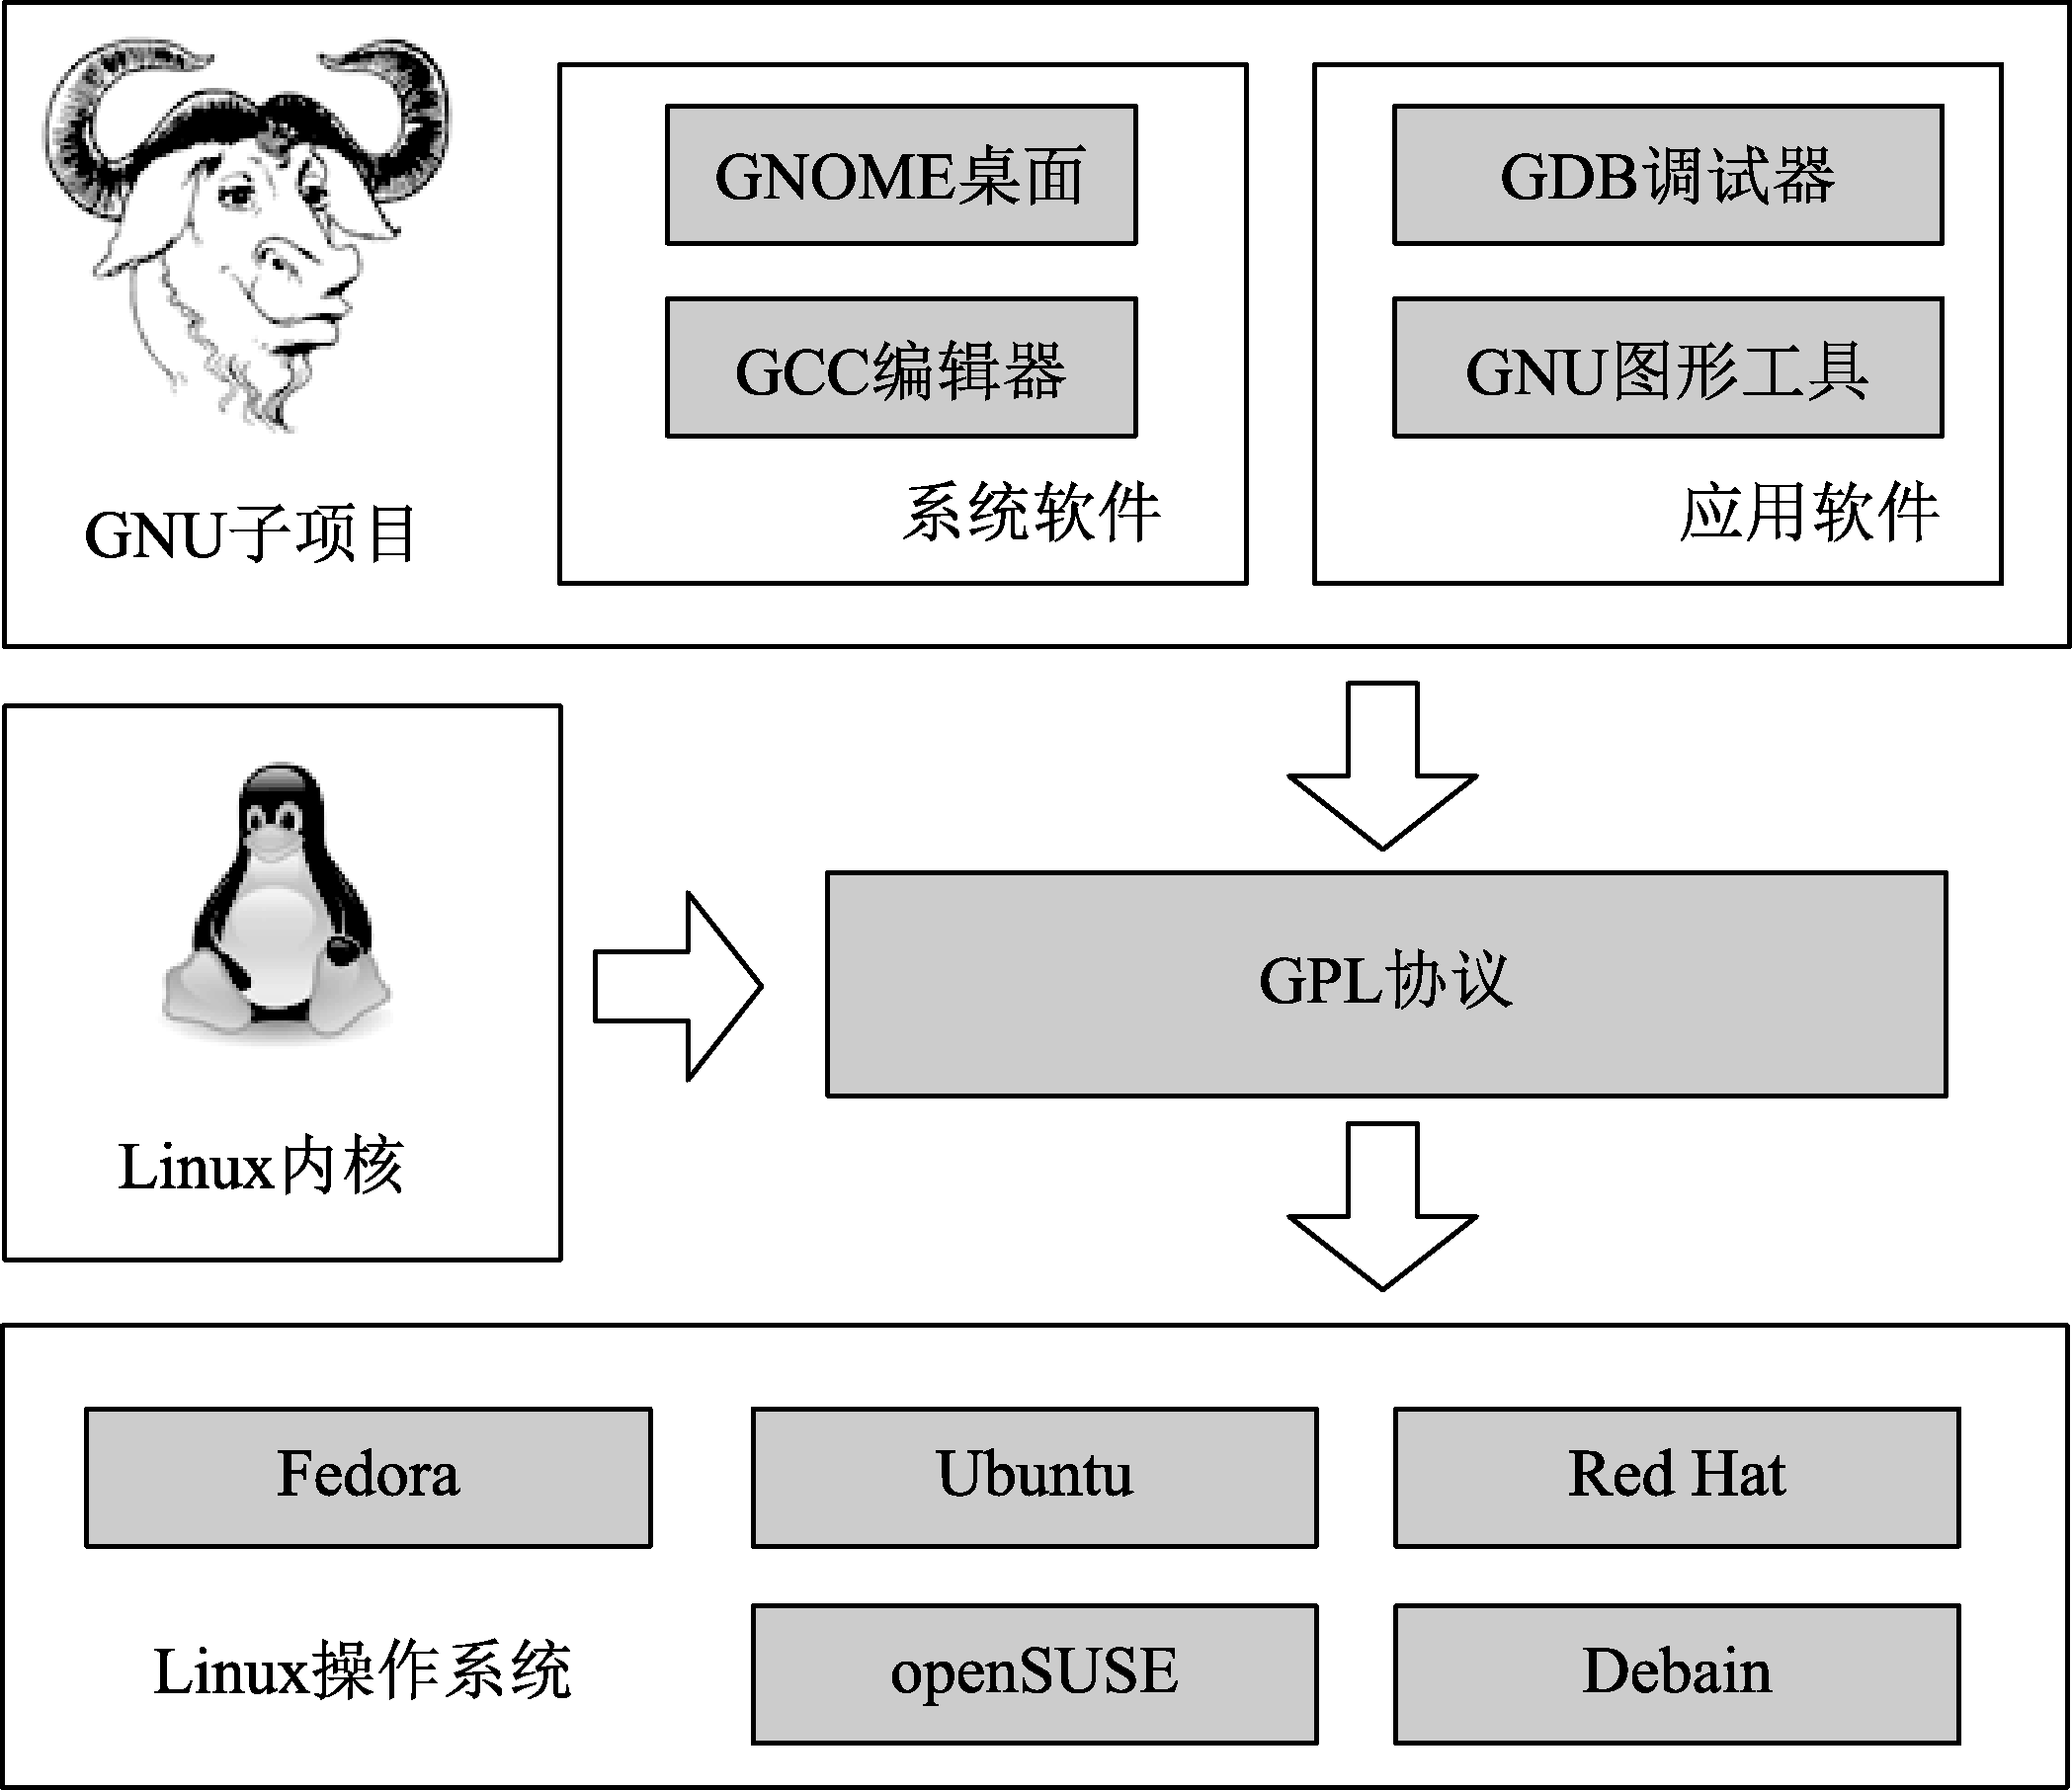 GNOME桌面
GDB调试器
GCC编辑器
GNU图形工具
GNU子项目
系统软件
应用软件
GPL协议
Linux内核
Fedora
Ubuntu
Red Hat
Linux操作系统
openSUSE
Debain